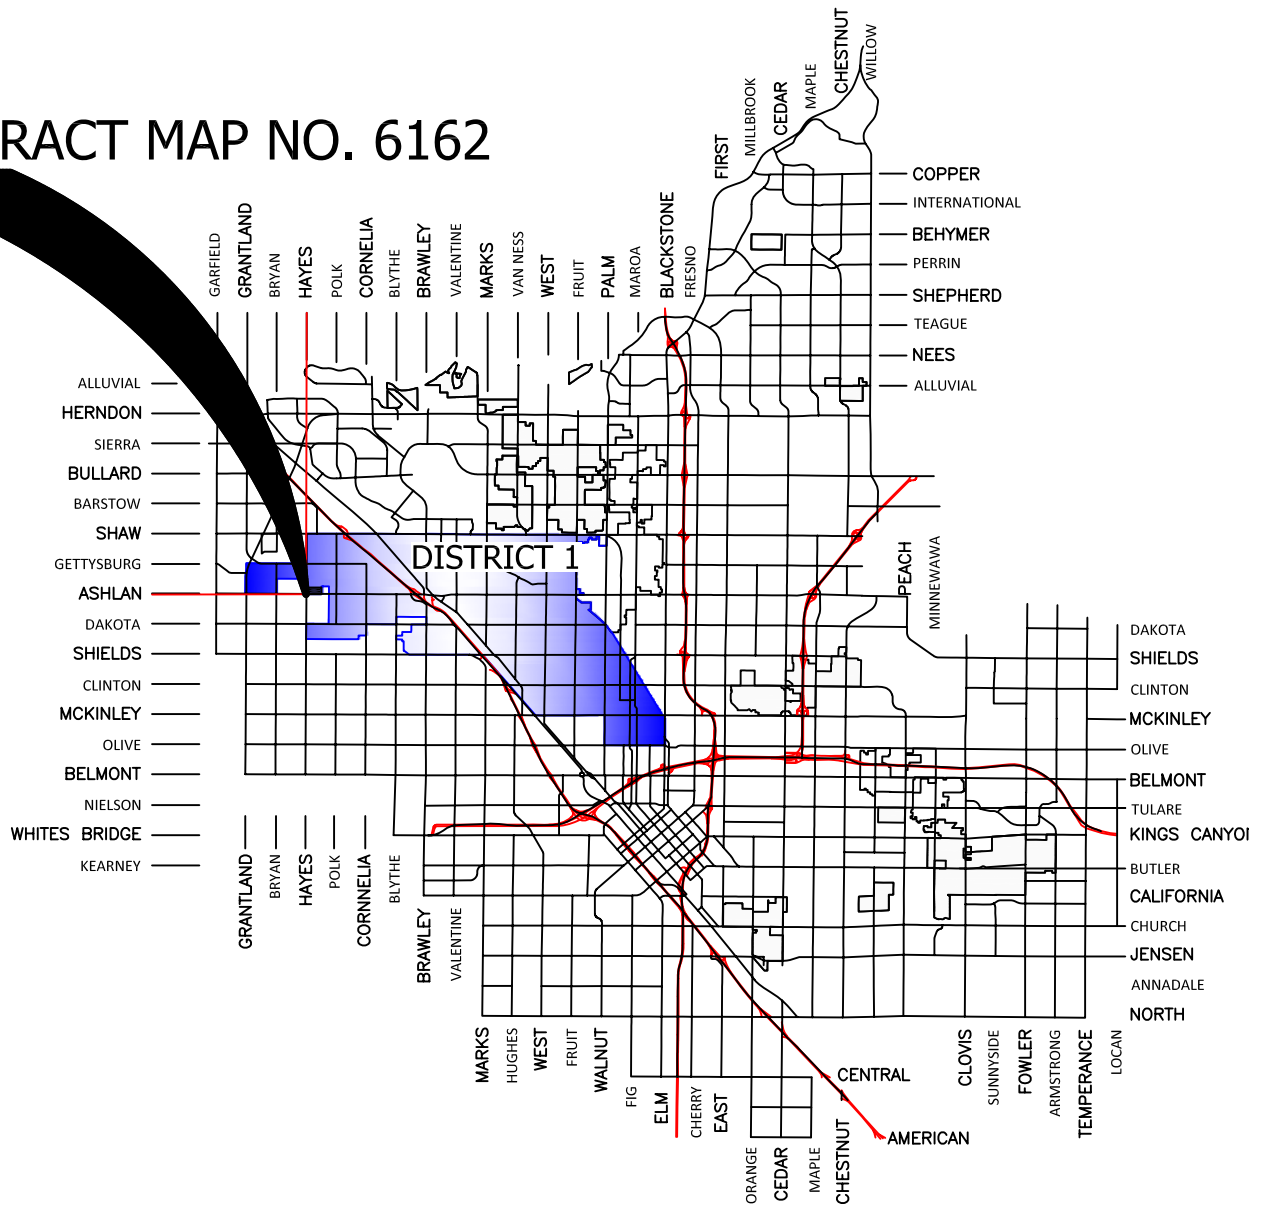 RACT MAP NO. 6162
CHESTNUT
WILLOW
MAPLE
CEDAR
MILLBROOK
FIRST
COPPER
INTERNATIONAL
BEHYMER
PERRIN
SHEPHERD
TEAGUE
NEES
ALLUVIAL
GARFIELD
GRANTLAND
BRYAN
HAYES
POLK
CORNELIA
BLYTHE
BRAWLEY
VALENTINE
MARKS
VAN NESS
WEST
FRUIT
PALM
MAROA
BLACKSTONE
FRESNO
ALLUVIAL
HERNDON
SIERRA
BULLARD
BARSTOW
SHAW
GETTYSBURG
ASHLAN
DAKOTA
SHIELDS
CLINTON
MCKINLEY
OLIVE
BELMONT
NIELSON
WHITES BRIDGE
KEARNEY
DISTRICT 1
PEACH
MINNEWAWA
DAKOTA
SHIELDS
CLINTON
MCKINLEY
OLIVE
BELMONT
TULARE
KINGS CANYO
BUTLER
CALIFORNIA
CHURCH
JENSEN
ANNADALE
NORTH
GRANTLAND
BRYAN
HAYES
POLK
CORNNELIA
BLYTHE
BRAWLEY
VALENTINE
MARKS
HUGHES
WEST
FRUIT
WALNUT
FIG
ELM
CHERRY
EAST
ORANGE
CEDAR
MAPLE
CHESTNUT
CENTRAL
AMERICAN
CLOVIS
SUNNYSIDE
FOWLER
ARMSTRONG
TEMPERANCE
LOCAN